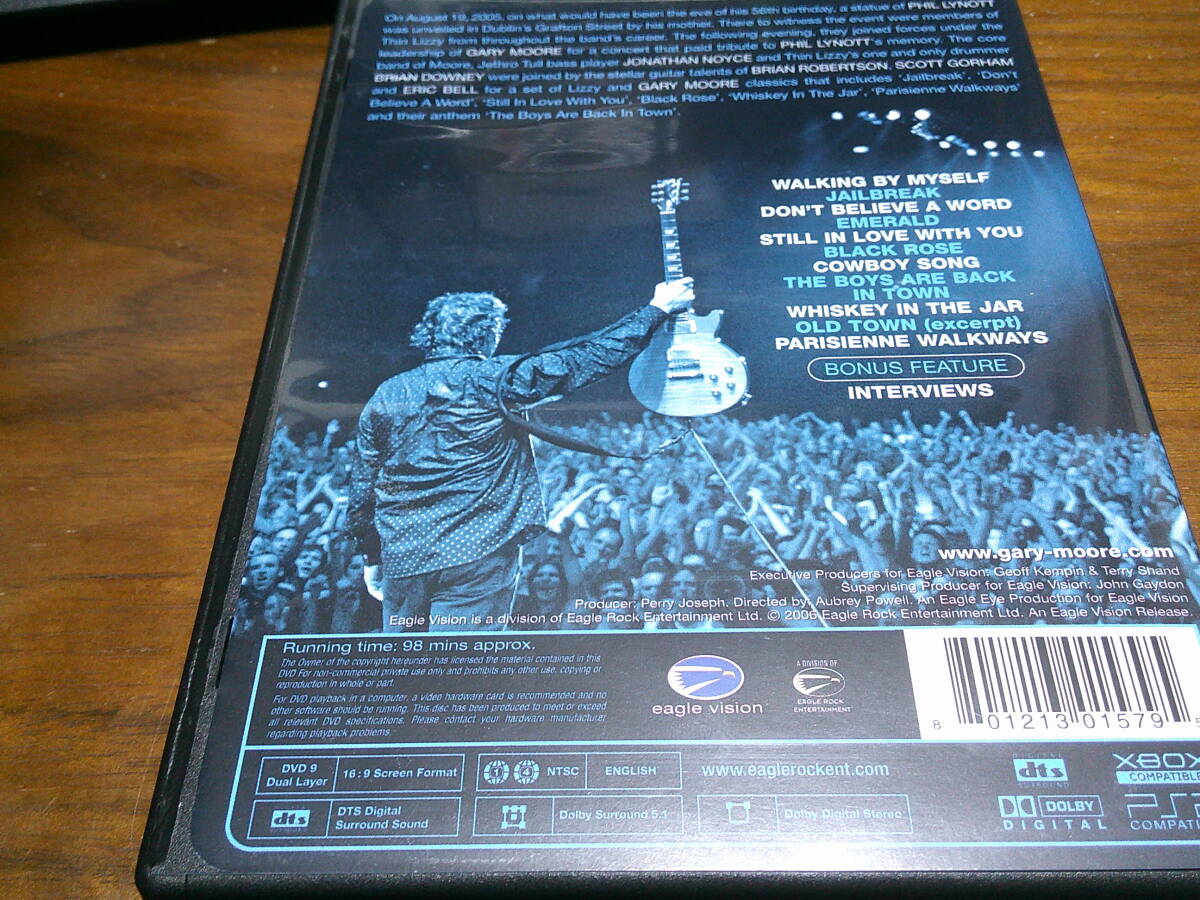 On August 19, 2005, on what would have been the eve of his 56th birthday, a statue of PHIL LYNOTT
was unveiled in Dublin's Grafton Street by his mother. There to witness the event were members of
Thin Lizzy from throughout the band's career. The following evening, they joined forces under the
leadership of GARY MOORE for a concert that paid tribute to PHIL LYNOTT's memory. The core
band of Moore, Jethro Tull bass player JONATHAN NOYCE and Thin Lizzy's one and only drummer
BRIAN DOWNEY were joined by the stellar guitar talents of BRIAN ROBERTSON, SCOTT GORHAM
and ERIC BELL for a set of Lizzy and GARY MOORE classics that includes 'Jailbreak', 'Don't
Believe A Word', 'Still In Love With You', 'Black Rose', 'Whiskey In The Jar', 'Parisienne Walkways'
and their anthem 'The Boys Are Back In Town'.
WALKING BY MYSELF
JAILBREAK
DON'T BELIEVE A WORD
EMERALD
STILL IN LOVE WITH YOU
BLACK ROSE
COWBOY SONG
THE BOYS ARE BACK
IN TOWN
WHISKEY IN THE JAR
OLD TOWN (excerpt)
PARISIENNE WALKWAYS
BONUS FEATURE
INTERVIEWS
www.gary-moore.com
Executive Producers for Eagle Vision: Geoff Kempin & Terry Shand
Supervising Producer for Eagle Vision: John Gaydon
Producer: Perry Joseph. Directed by: Aubrey Powell. An Eagle Eye Production for Eagle Vision
Eagle Vision is a division of Eagle Rock Entertainment Ltd. © 2006 Eagle Rock Entertainment Ltd. An Eagle Vision Release
Running time: 98 mins approx.
The Owner of the copyright hereunder has licensed the material contained in this
DVD For non-commercial private use only and prohibits any other use, copying or
reproduction in whole or part.
For DVD playback in a computer, a video hardware card is recommended and no
other software should be running. This disc has been produced to meet or exceed
all relevant DVD specifications. Please contact your hardware manufacturer
regarding playback problems.
eagle vision
A DIVISION OF
EAGLE ROCK
ENTERTAINMENT
8 01213 01579 5
DVD 9
Dual Layer
16:9 Screen Format
1 4 NTSC
ENGLISH
www.eaglerockent.com
dts
DTS Digital
Surround Sound
Dolby Surround 5.1
Dolby Digital Stereo
DIGITAL
dts
SURROUND
XBOX
COMPATIBLE
DOLBY
DIGITAL
COMPATI